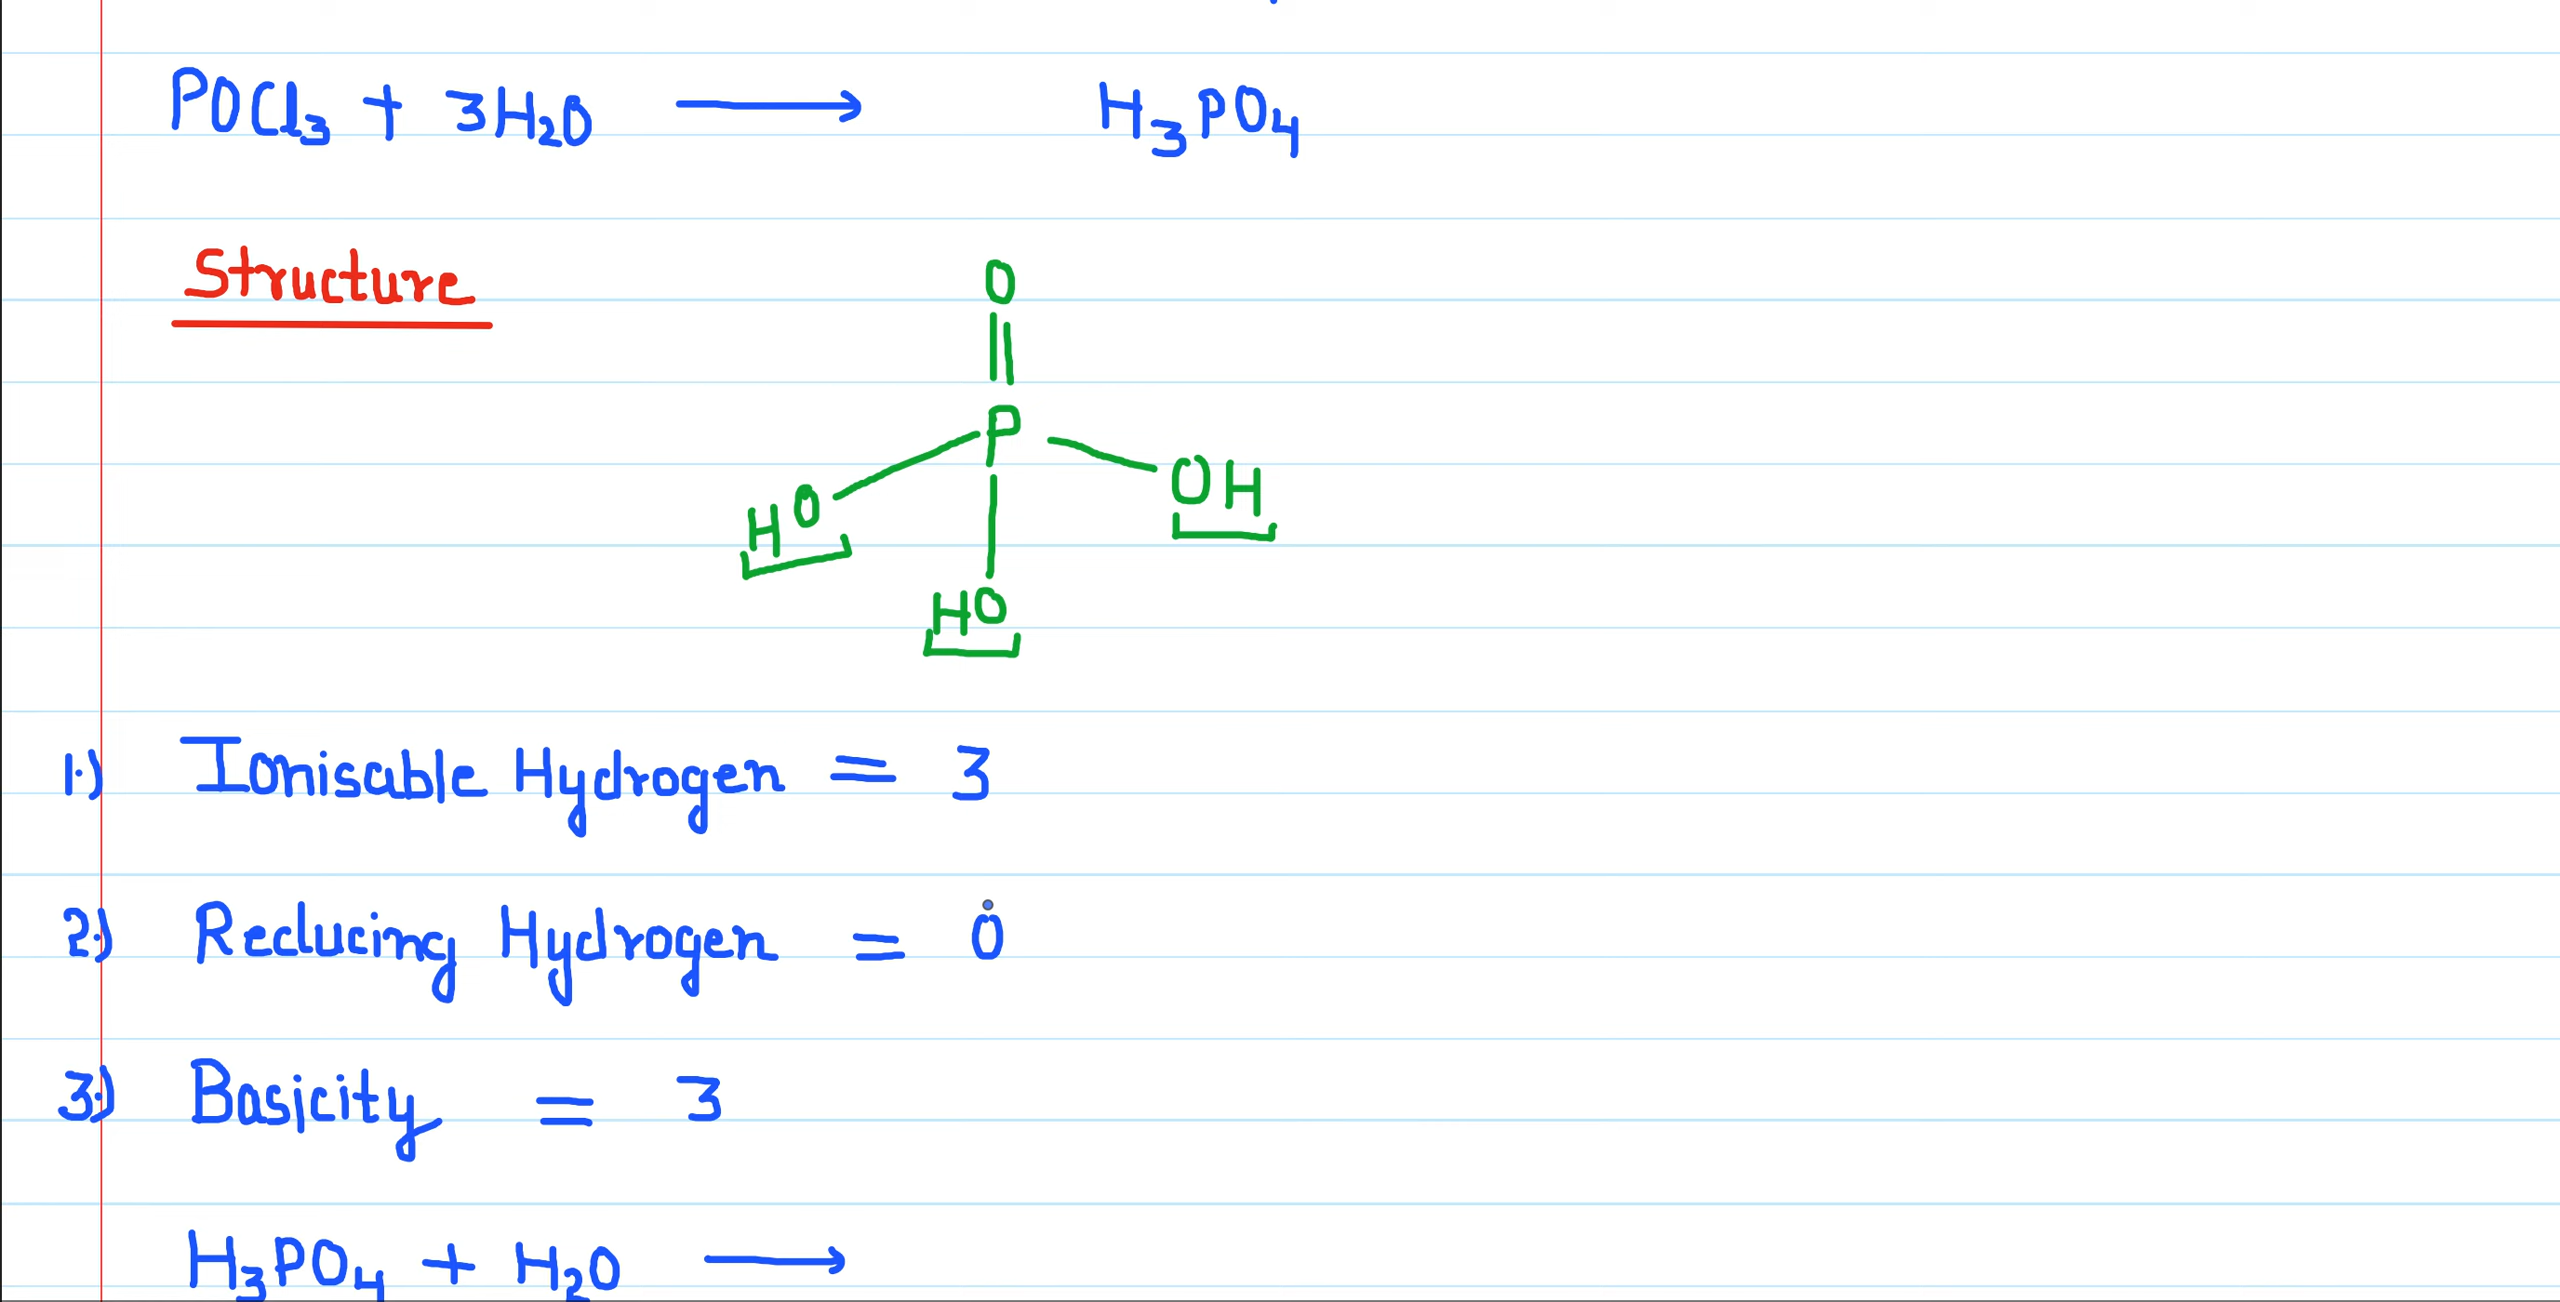 POCl₃ + 3H₂O ⟶ H₃PO₄
Structure
O
P
HO
OH
HO
1.) Ionisable Hydrogen = 3
2.) Reducing Hydrogen = 0
3.) Basicity = 3
H₃PO₄ + H₂O ⟶